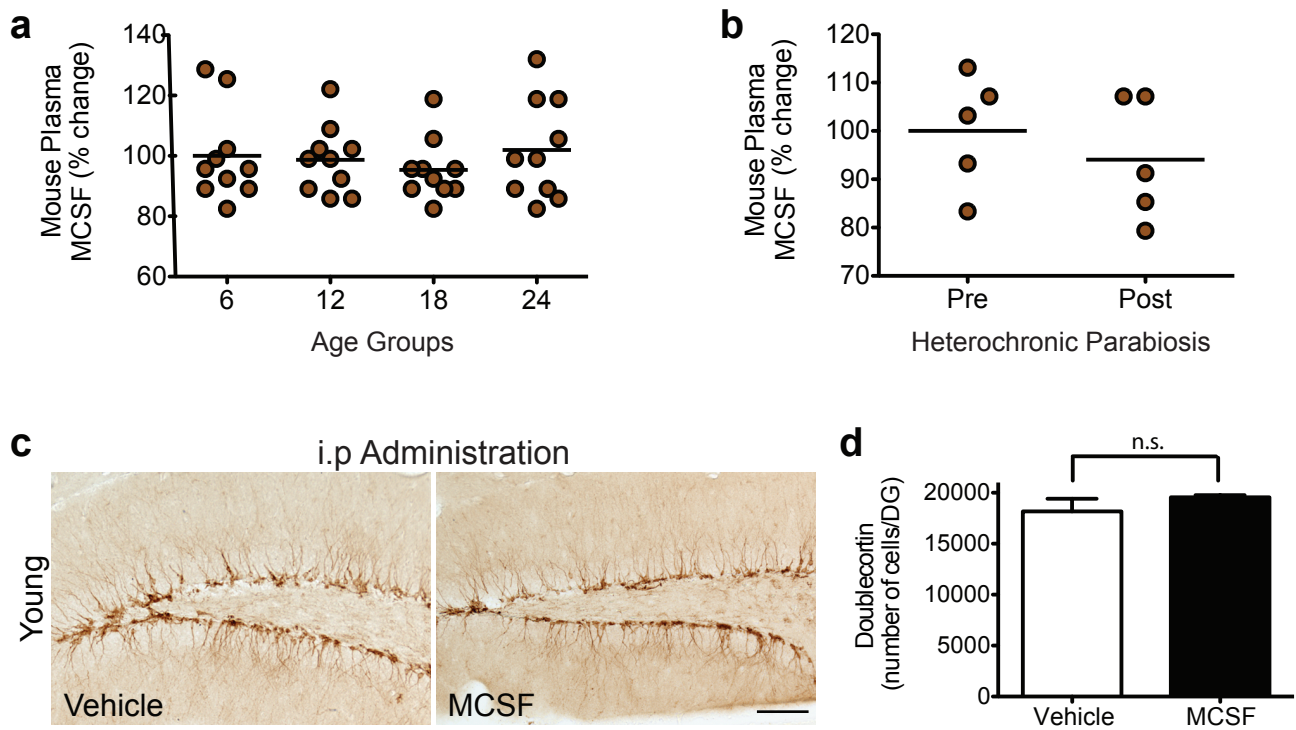 a
Mouse Plasma
MCSF (% change)
140
120
100
80
60
6 12 18 24
Age Groups
b
Mouse Plasma
MCSF (% change)
120
110
100
90
80
70
Pre Post
Heterochronic Parabiosis
c
i.p Administration
Young
Vehicle MCSF
d
n.s.
Doublecortin
(number of cells/DG)
20000
15000
10000
5000
0
Vehicle MCSF